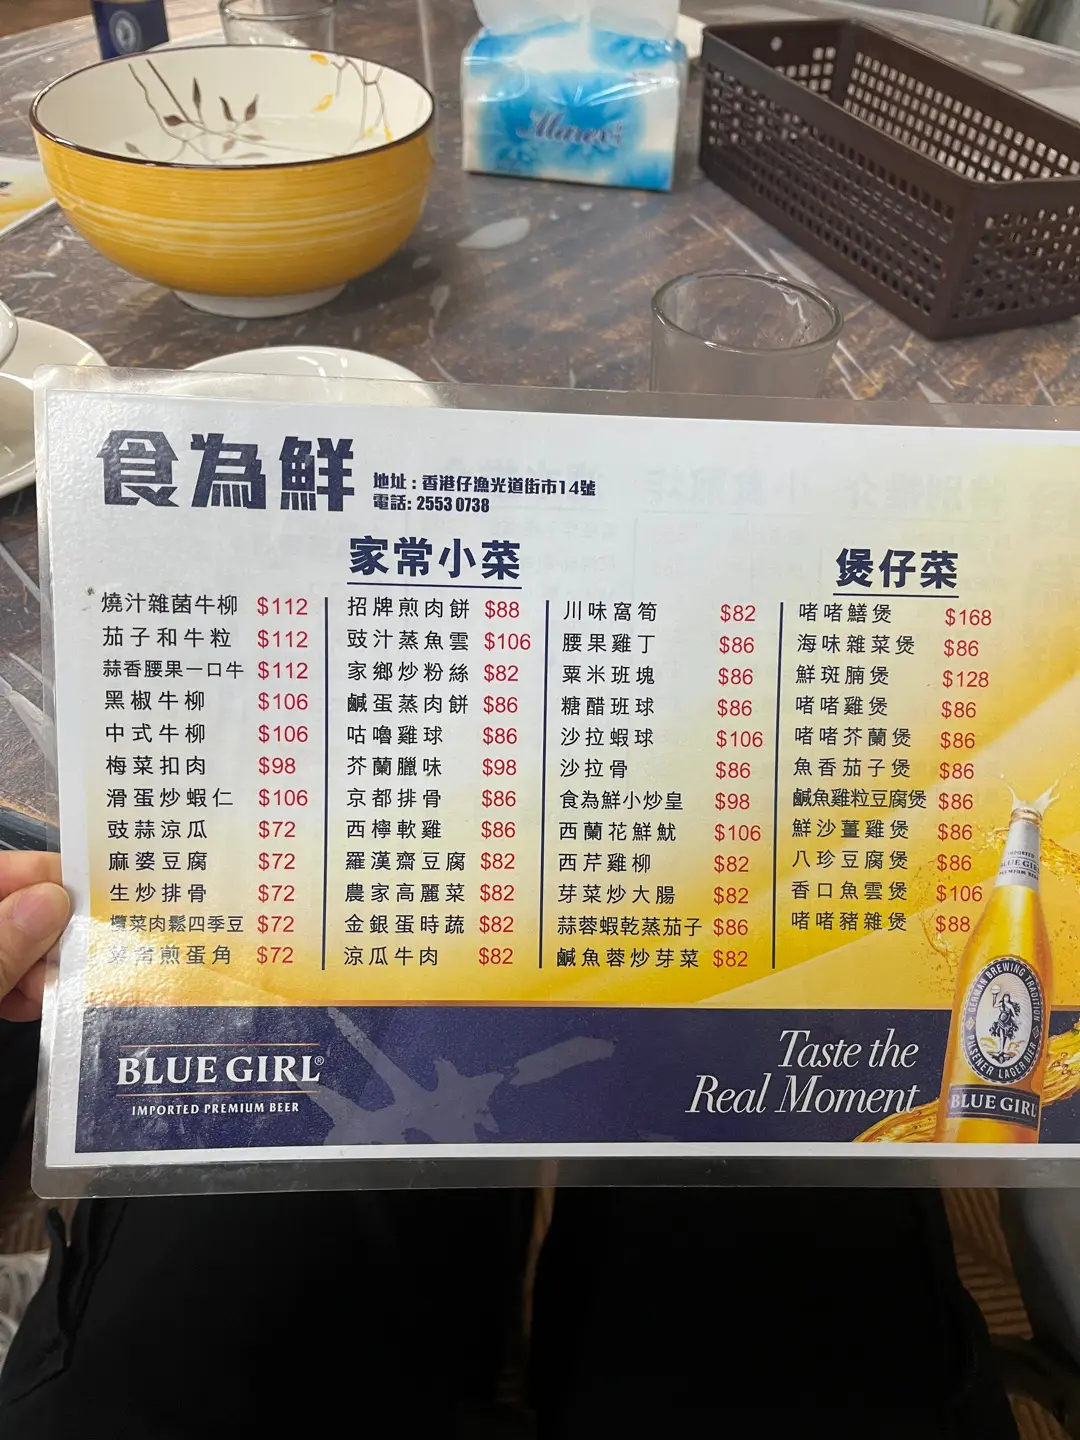 Maxexi
食為鮮
地址：香港仔漁光道街市14號
電話: 2553 0738
家常小菜
燒汁雜菌牛柳 $112
茄子和牛粒 $112
蒜香腰果一口牛 $112
黑椒牛柳 $106
中式牛柳 $106
梅菜扣肉 $98
滑蛋炒蝦仁 $106
豉蒜涼瓜 $72
麻婆豆腐 $72
生炒排骨 $72
欖菜肉鬆四季豆 $72
煎蛋角 $72
招牌煎肉餅 $88
豉汁蒸魚雲 $106
家鄉炒粉絲 $82
鹹蛋蒸肉餅 $86
咕嚕雞球 $86
芥蘭臘味 $98
京都排骨 $86
西檸軟雞 $86
羅漢齋豆腐 $82
農家高麗菜 $82
金銀蛋時蔬 $82
涼瓜牛肉 $82
川味窩筍 $82
腰果雞丁 $86
粟米班塊 $86
糖醋班球 $86
沙拉蝦球 $106
沙拉骨 $86
食為鮮小炒皇 $98
西蘭花鮮魷 $106
西芹雞柳 $82
芽菜炒大腸 $82
蒜蓉蝦乾蒸茄子 $86
鹹魚蓉炒芽菜 $82
煲仔菜
啫啫鱔煲 $168
海味雜菜煲 $86
鮮斑腩煲 $128
啫啫雞煲 $86
啫啫芥蘭煲 $86
魚香茄子煲 $86
鹹魚雞粒豆腐煲 $86
鮮沙薑雞煲 $86
八珍豆腐煲 $86
香口魚雲煲 $106
啫啫豬雜煲 $88
BLUE GIRL®
IMPORTED PREMIUM BEER
Taste the
Real Moment
IMPORTED
BLUE GIRL
PREMIUM BEER
GERMAN BREWING TRADITION
PILSENER LAGER BIER
BLUE GIRL